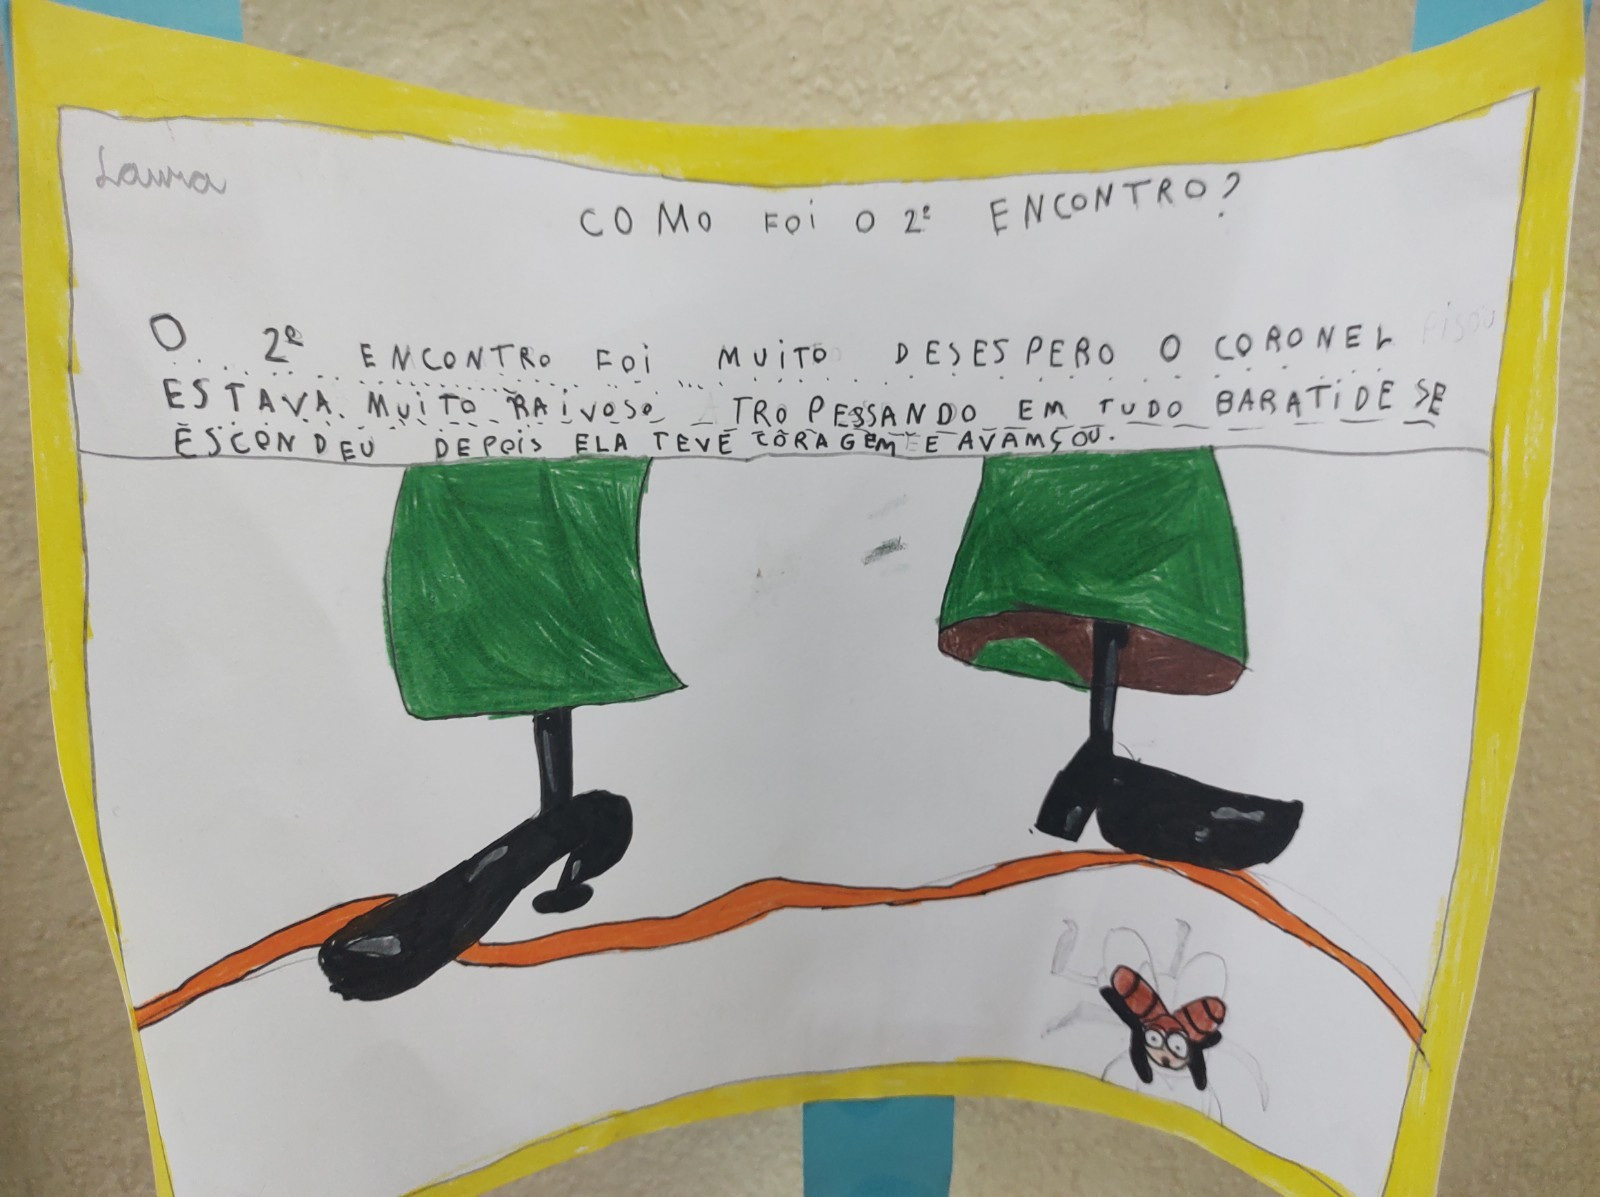 Laura
COMO FOI O 2º ENCONTRO?
O 2º ENCONTRO FOI MUITO DESESPERO O CORONEL
ESTAVA MUITO RAIVOSO TROPESSANDO EM TUDO BARATIDE SE
ESCONDEU DEPOIS ELA TEVE CORAGEM E AVAMÇOU.